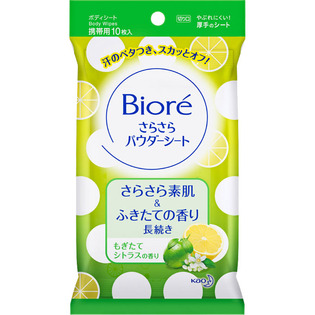 ボディシート
Body Wipes
携帯用10枚入
切り口
やぶれにくい!
厚手のシート
汗のベタつき、スカッとオフ!
Bioré
さらさら
パウダーシート
さらさら素肌
&
ふきたての香り
長続き
もぎたて
シトラスの香り
Kao